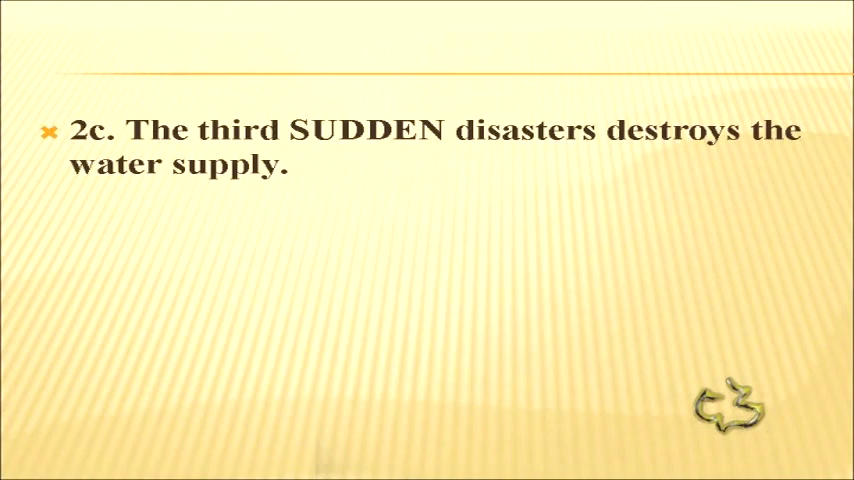 2c. The third SUDDEN disasters destroys the
water supply.